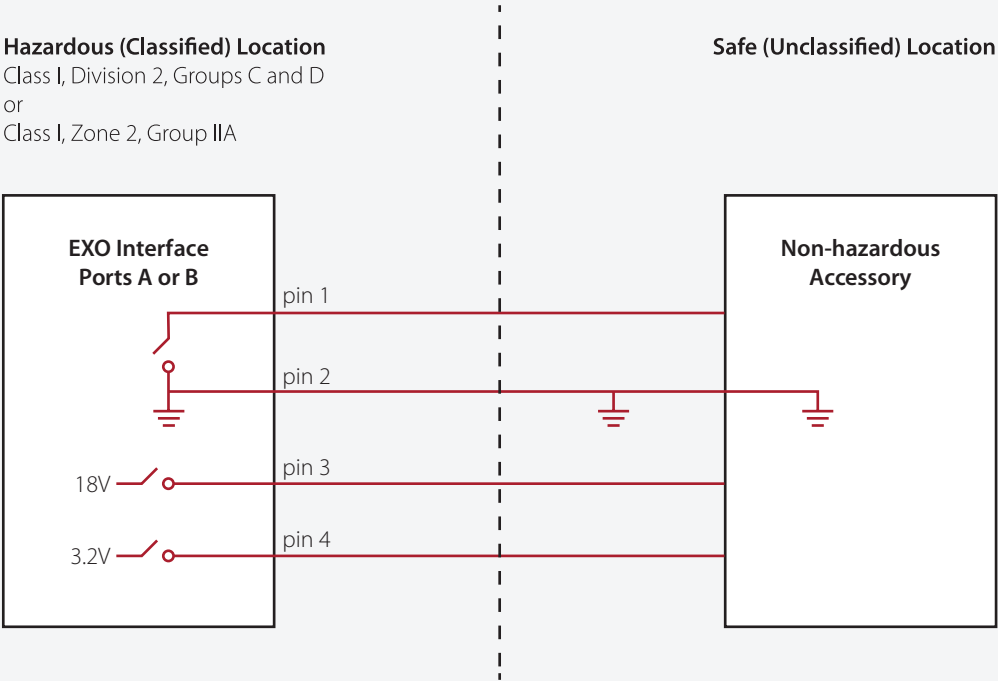 Hazardous (Classified) Location
Class I, Division 2, Groups C and D
or
Class I, Zone 2, Group IIA
Safe (Unclassified) Location
EXO Interface
Ports A or B
Non-hazardous
Accessory
pin 1
pin 2
pin 3
18V
pin 4
3.2V